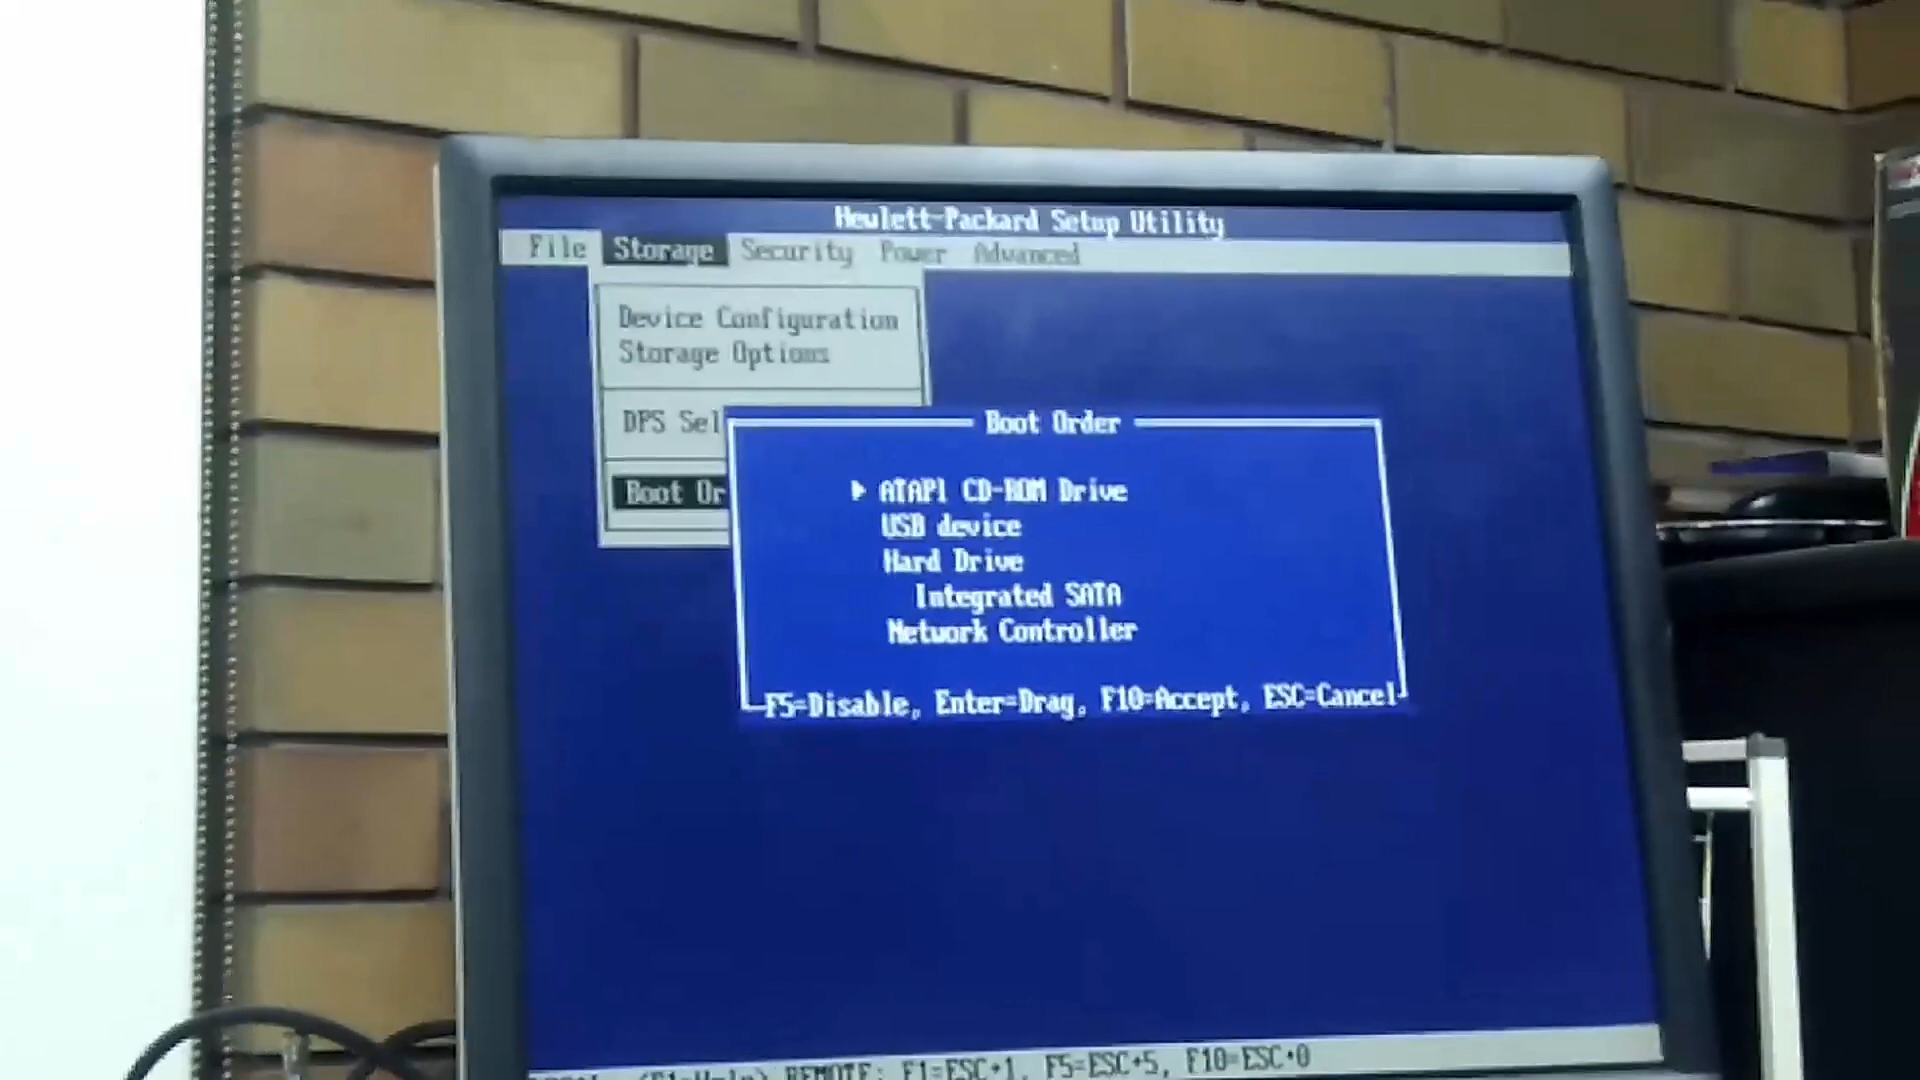 Hewlett-Packard Setup Utility
File Storage Security Power Advanced
Device Configuration
Storage Options
DPS Sel
Boot Or
Boot Order
ATAPI CD-ROM Drive
USB device
Hard Drive
Integrated SATA
Network Controller
F5=Disable, Enter=Drag, F10=Accept, ESC=Cancel
(F1=Help) REMOTE: F1=ESC+1, F5=ESC+5, F10=ESC+0